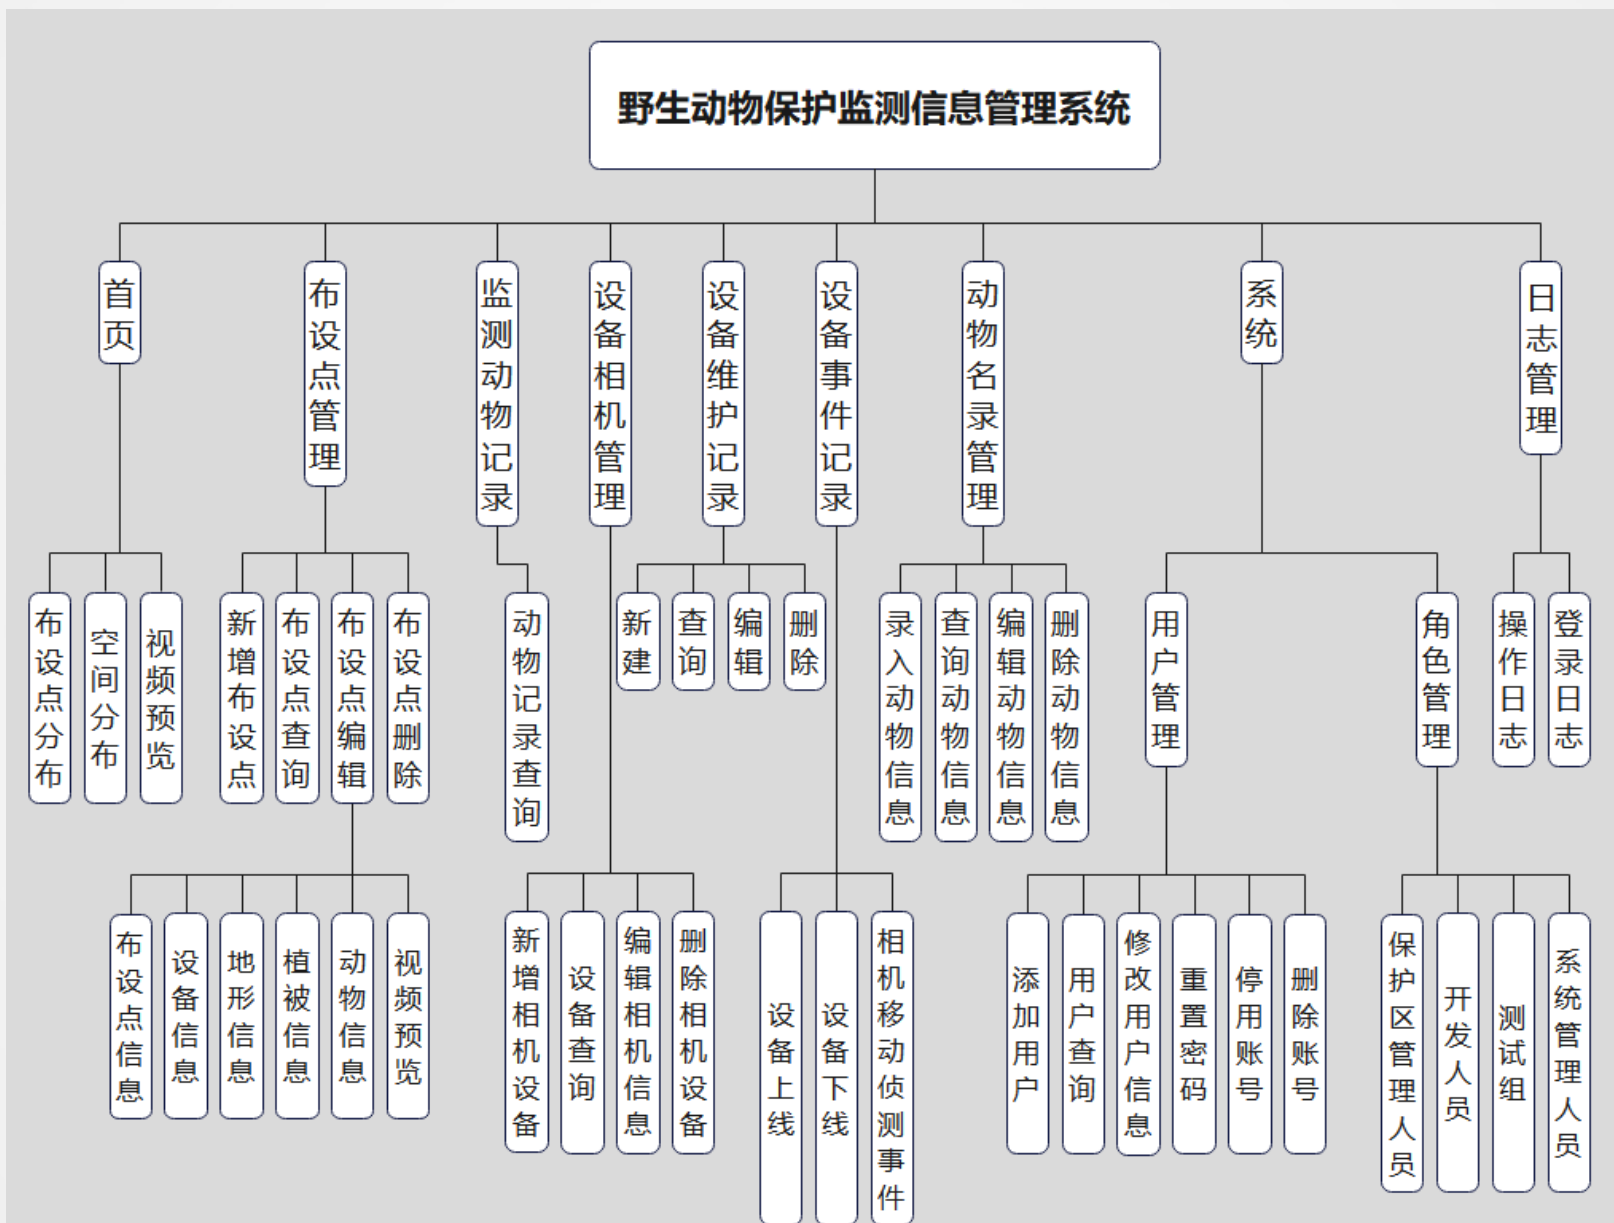 野生动物保护监测信息管理系统
首页
布设点管理
监测动物记录
设备相机管理
设备维护记录
设备事件记录
动物名录管理
系统
日志管理
布设点分布
空间分布
视频预览
新增布设点
布设点查询
布设点编辑
布设点删除
动物记录查询
新建
查询
编辑
删除
录入动物信息
查询动物信息
编辑动物信息
删除动物信息
用户管理
角色管理
操作日志
登录日志
布设点信息
设备信息
地形信息
植被信息
动物信息
视频预览
新增相机设备
设备查询
编辑相机信息
删除相机设备
设备上线
设备下线
相机移动侦测事件
添加用户
用户查询
修改用户信息
重置密码
停用账号
删除账号
保护区管理人员
开发人员
测试组
系统管理人员